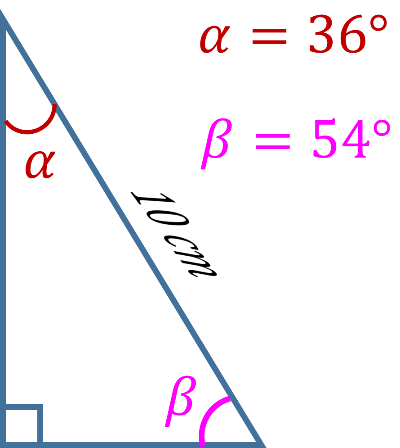 α = 36°
β = 54°
α
10 cm
β